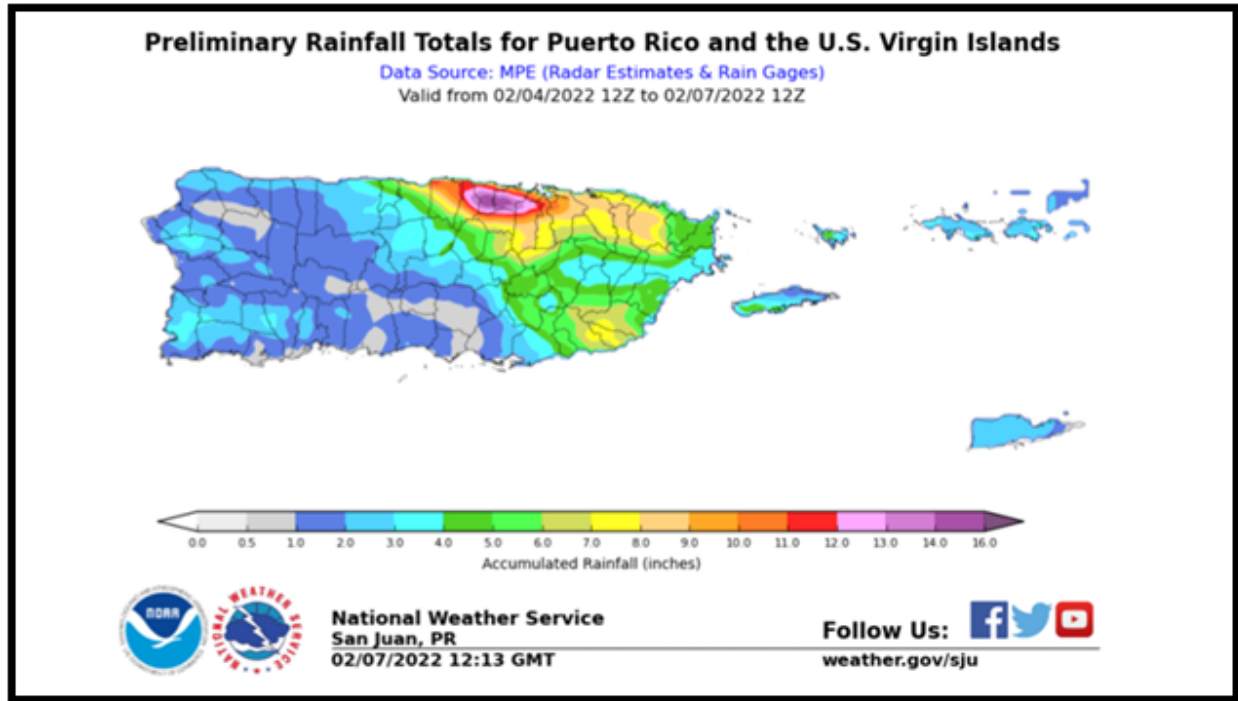 Preliminary Rainfall Totals for Puerto Rico and the U.S. Virgin Islands
Data Source: MPE (Radar Estimates & Rain Gages)
Valid from 02/04/2022 12Z to 02/07/2022 12Z
0.0 0.5 1.0 2.0 3.0 4.0 5.0 6.0 7.0 8.0 9.0 10.0 11.0 12.0 13.0 14.0 16.0
Accumulated Rainfall (inches)
NOAA
NATIONAL WEATHER SERVICE
National Weather Service
San Juan, PR
02/07/2022 12:13 GMT
Follow Us:
weather.gov/sju